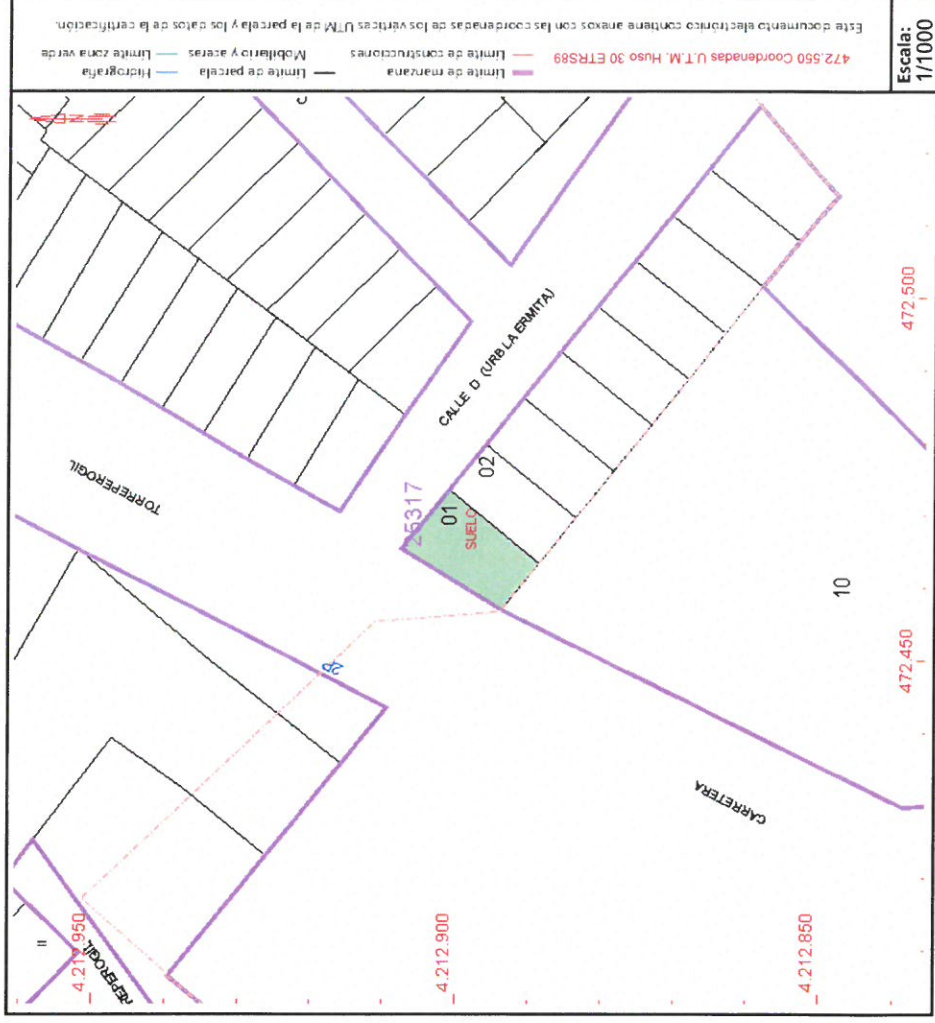 Este documento electrónico contiene anexos con las coordenadas de los vértices UTM de la parcela y los datos de la certificación.
472.550 Coordenadas U.T.M. Huso 30 ETRS89
Límite de manzana
Límite de construcciones
Límite de parcela
Mobiliario y aceras
Hidrografía
Límite zona verde
Escala:
1/1000
TORREPEROGIL
CALLE D (URB LA ERMITA)
25317
01
SUELO
02
2P
472.500
10
472.450
CARRETERA
II
4.212.950
REPEROGIL
4.212.900
4.212.850